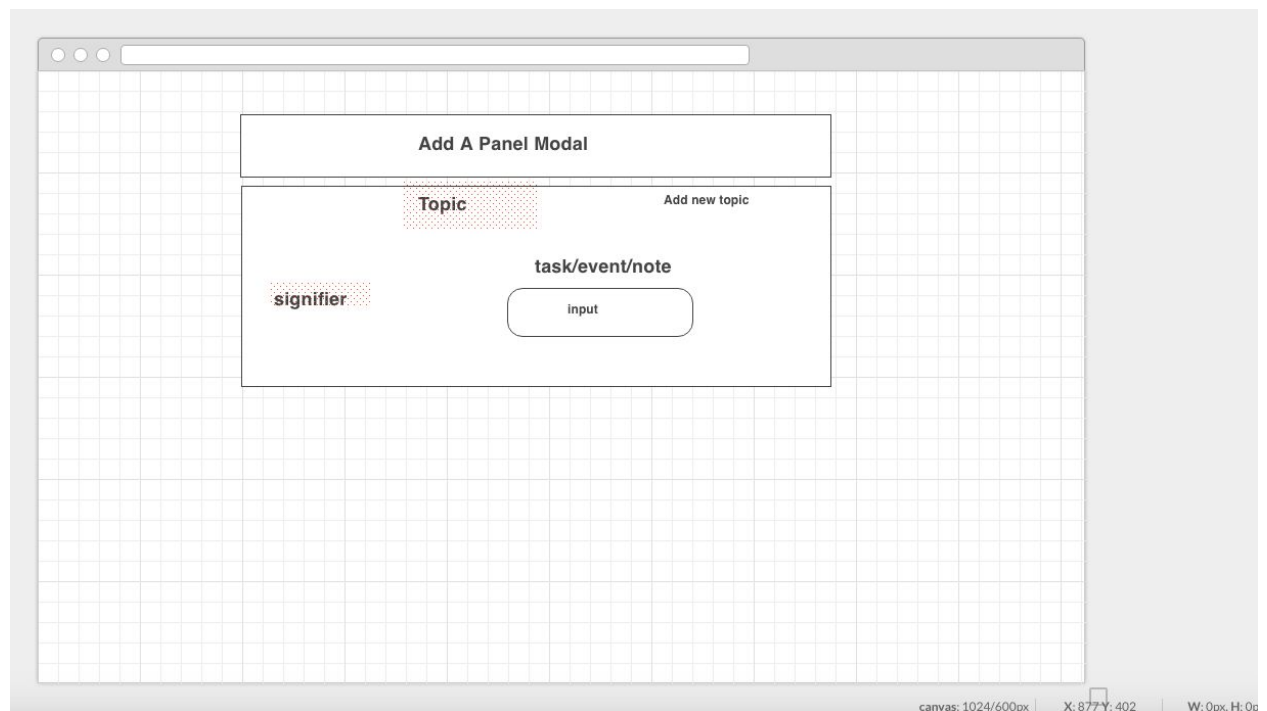 Add A Panel Modal
Topic
Add new topic
task/event/note
signifier
input
canvas: 1024/600px
X: 877 Y: 402
W: 0px, H: 0p